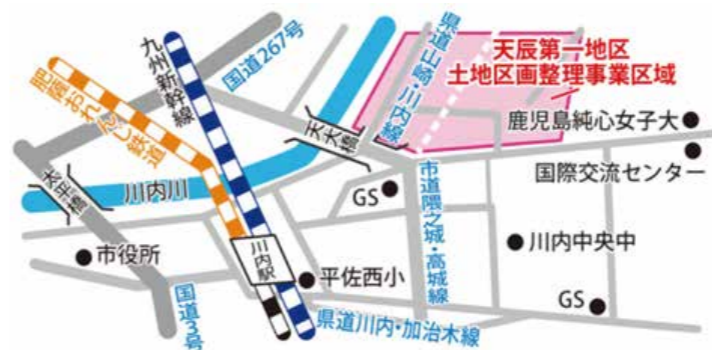 九州新幹線
国道267号
肥薩おれんじ鉄道
県道山崎・川内線
天辰第一地区
土地区画整理事業区域
鹿児島純心女子大
国際交流センター
天大橋
川内川
太平橋
GS
市道隈之城・高城線
川内中央中
市役所
川内駅
平佐西小
GS
国道3号
県道川内・加治木線